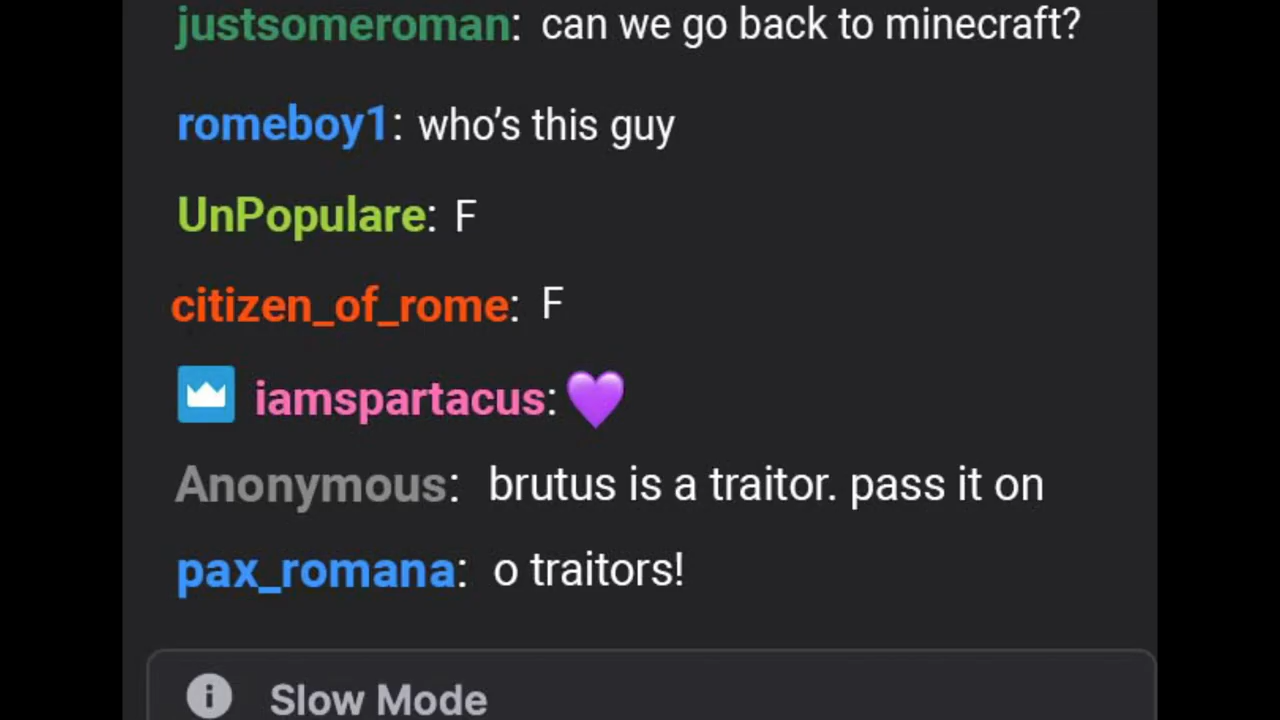 justsomeroman: can we go back to minecraft?
romeboy1: who’s this guy
UnPopulare: F
citizen_of_rome: F
iamspartacus: 💜
Anonymous: brutus is a traitor. pass it on
pax_romana: o traitors!
Slow Mode